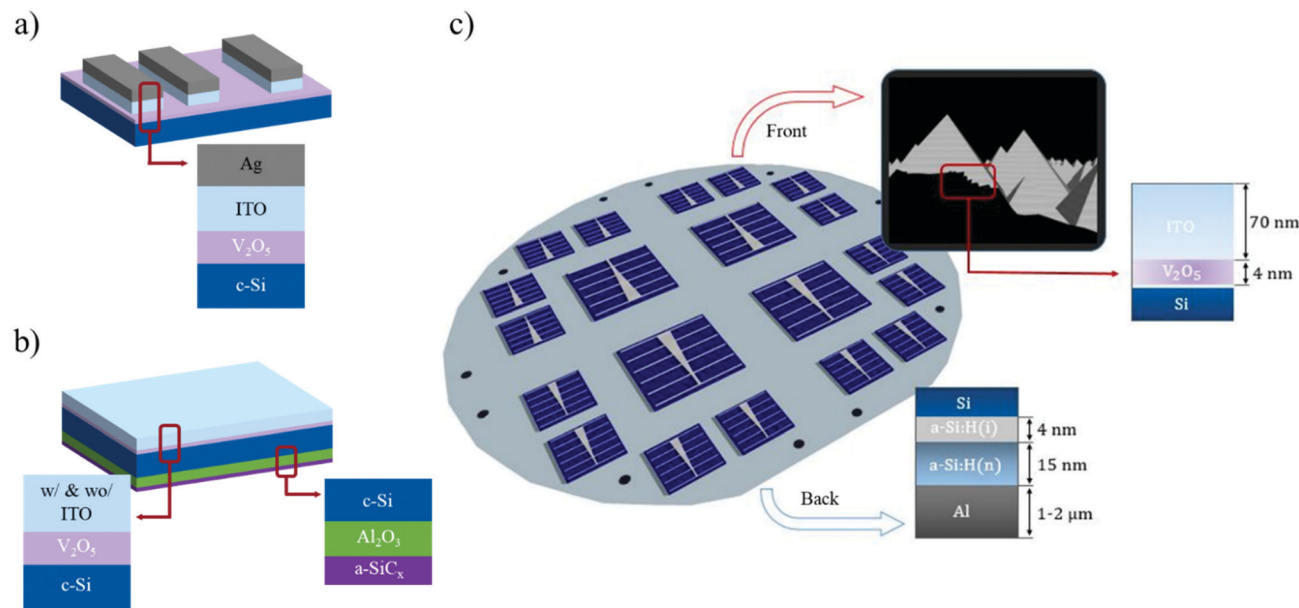 a)
Ag
ITO
V₂O₅
c-Si
b)
w/ & wo/
ITO
V₂O₅
c-Si
c-Si
Al₂O₃
a-SiCₓ
c)
Front
ITO
70 nm
V₂O₅
4 nm
Si
Back
Si
a-Si:H(i)
4 nm
a-Si:H(n)
15 nm
Al
1-2 μm